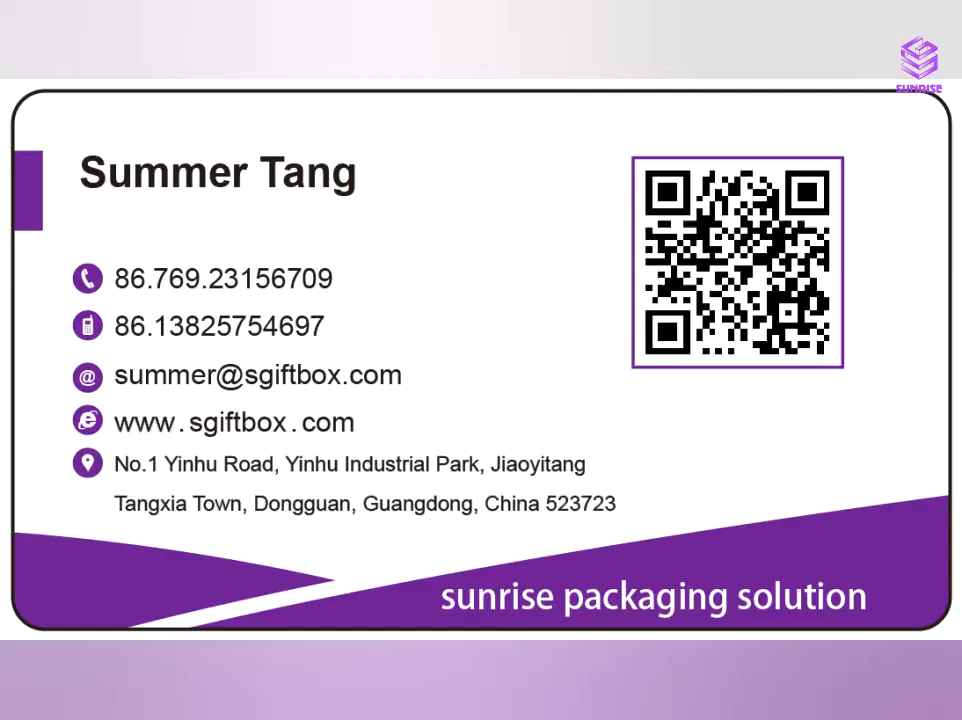 SUNRISE
Summer Tang
86.769.23156709
86.13825754697
@ summer@sgiftbox.com
www.sgiftbox.com
No.1 Yinhu Road, Yinhu Industrial Park, Jiaoyitang
Tangxia Town, Dongguan, Guangdong, China 523723
sunrise packaging solution